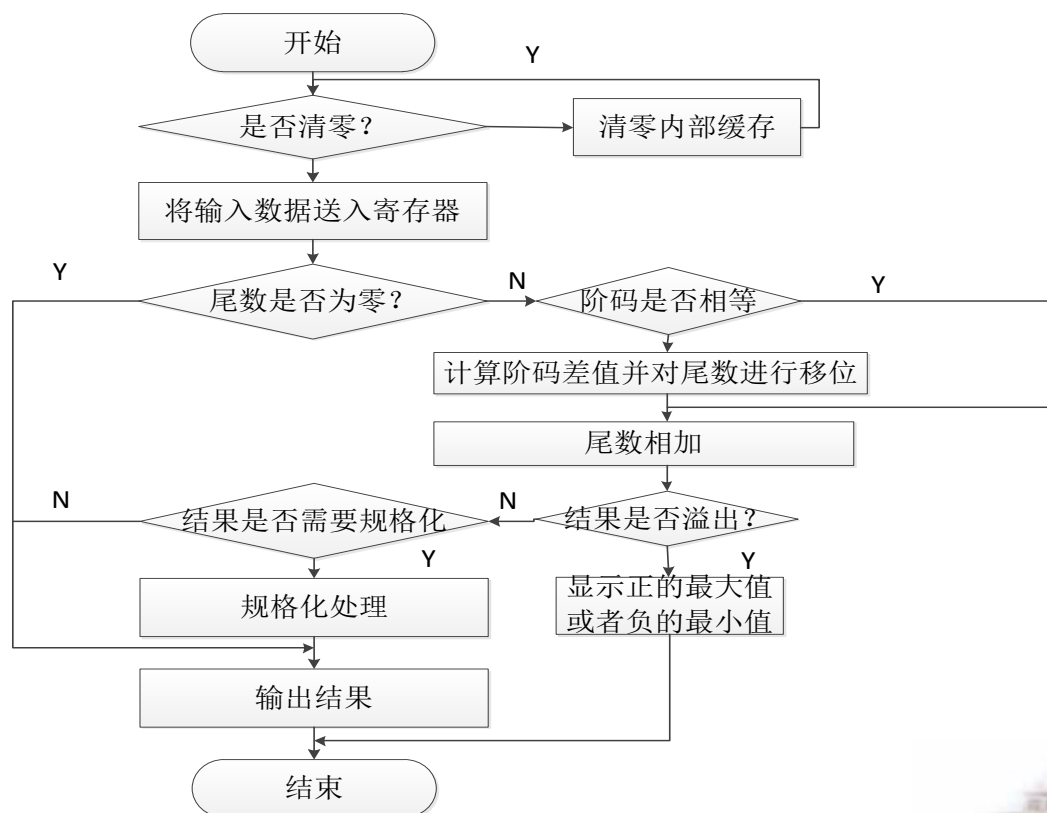 开始
Y
是否清零？
清零内部缓存
将输入数据送入寄存器
Y
尾数是否为零？
N
阶码是否相等
Y
计算阶码差值并对尾数进行移位
尾数相加
N
结果是否需要规格化
N
结果是否溢出？
Y
Y
规格化处理
显示正的最大值
或者负的最小值
输出结果
结束